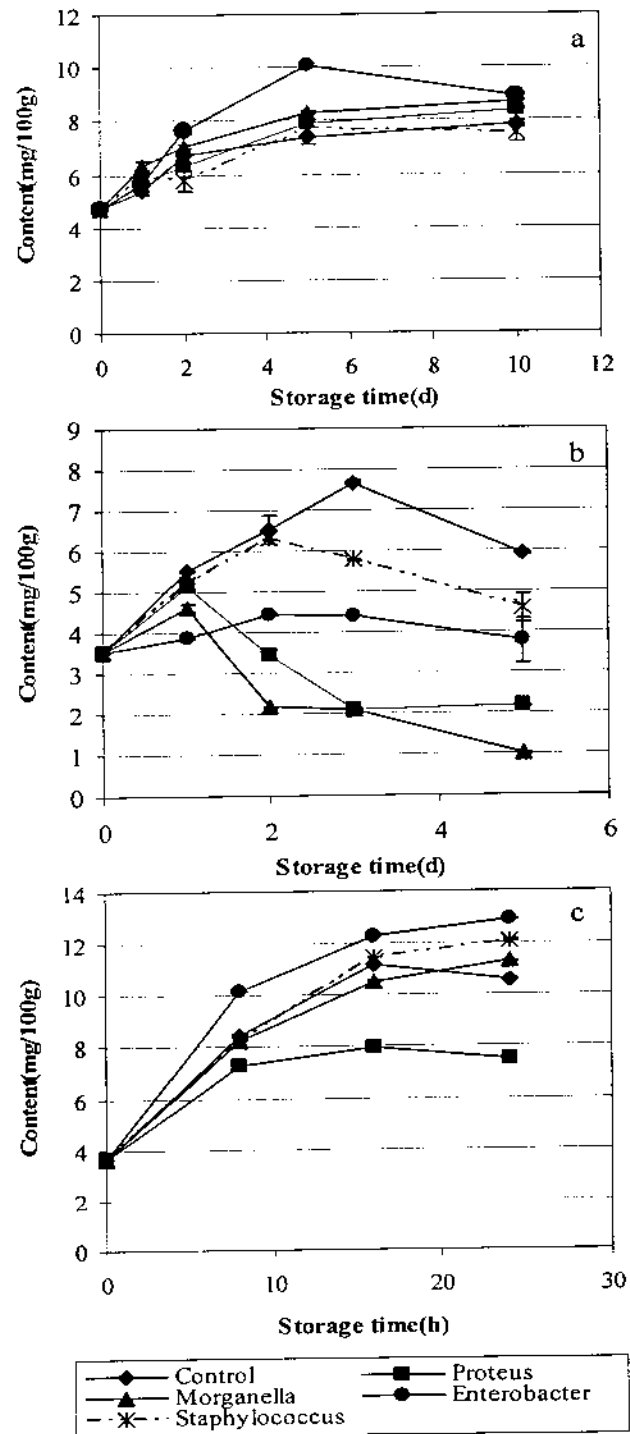 12
a
10
8
6
4
2
0
Content(mg/100g)
0 2 4 6 8 10 12
Storage time(d)
9
b
8
7
6
5
4
3
2
1
0
Content(mg/100g)
0 2 4 6
Storage time(d)
14
c
12
10
8
6
4
2
0
Content(mg/100g)
0 10 20 30
Storage time(h)
Control Proteus
Morganella Enterobacter
Staphylococcus